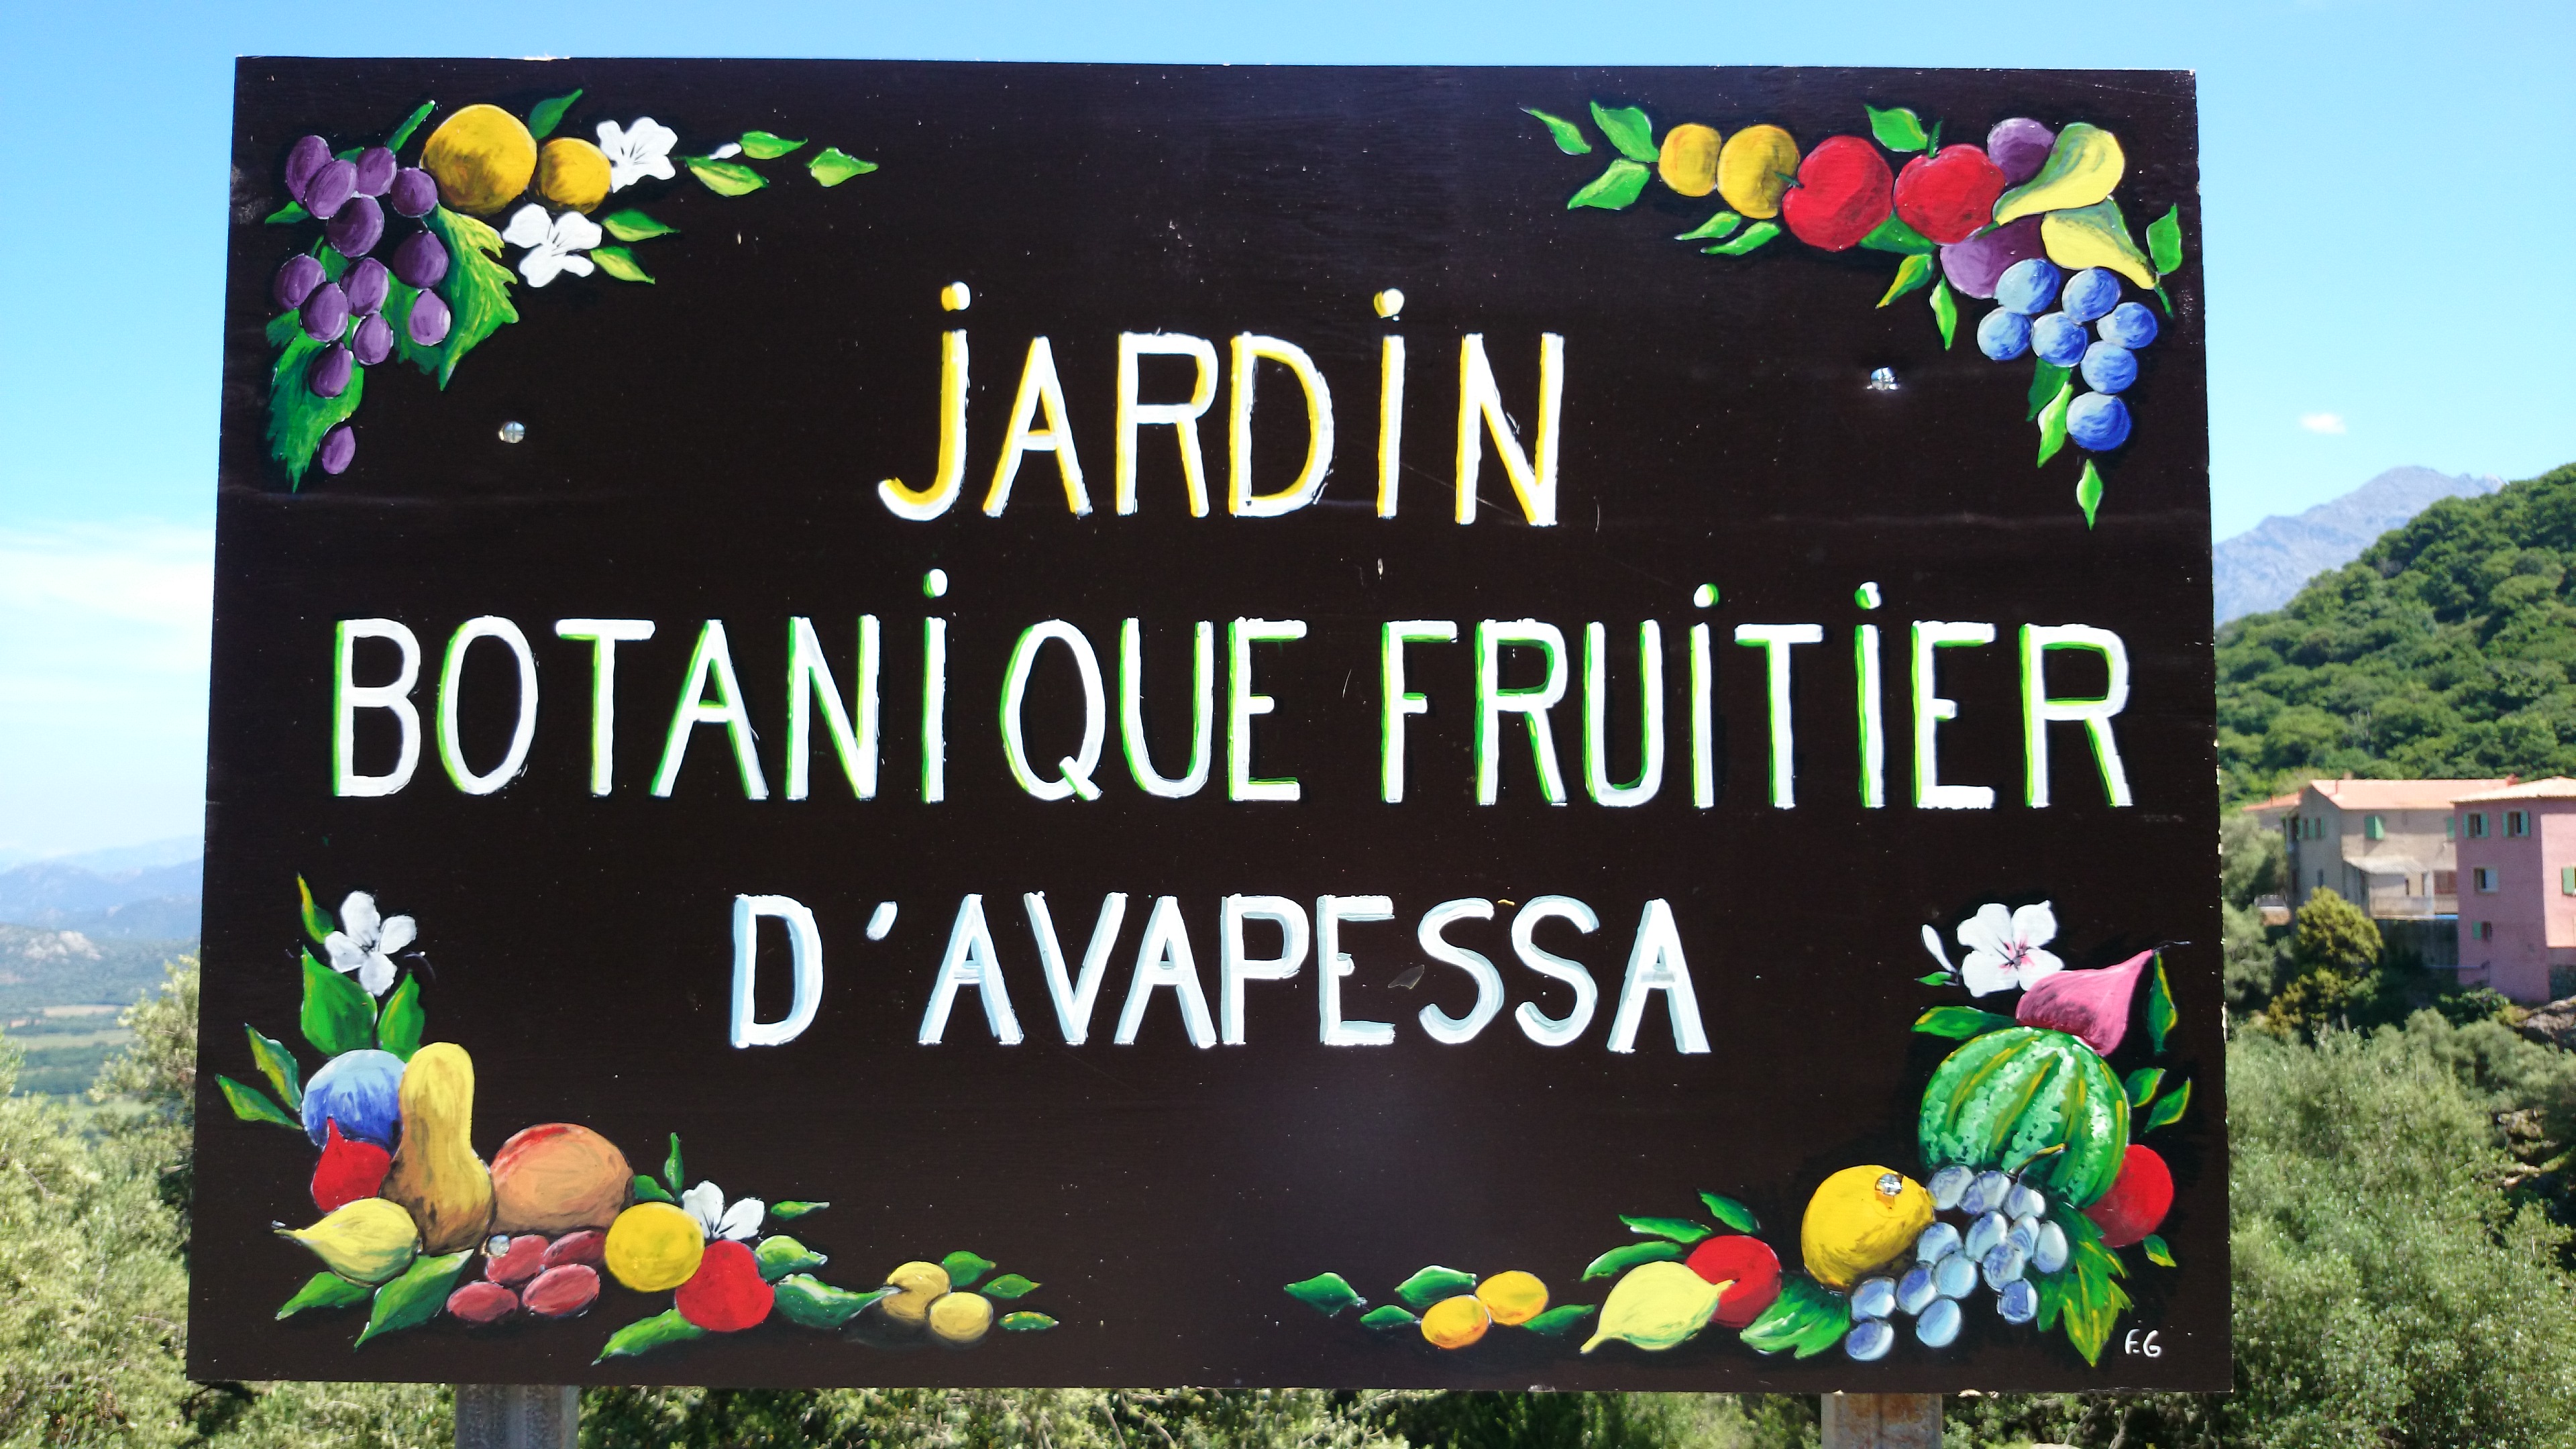 JARDIN
BOTANIQUE FRUITIER
D'AVAPESSA
F.G